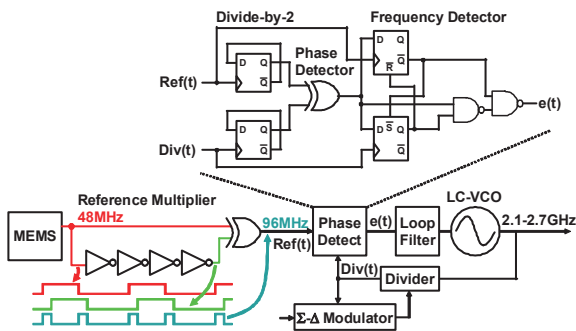 Divide-by-2
Frequency Detector
Phase
Detector
D Q
Q
R
D Q
Q
D Q
Q
D S Q
Q
Ref(t)
Div(t)
e(t)
Reference Multiplier
48MHz
MEMS
96MHz
Ref(t)
Phase
Detect
e(t)
Loop
Filter
LC-VCO
2.1-2.7GHz
Div(t)
Divider
Σ-Δ Modulator